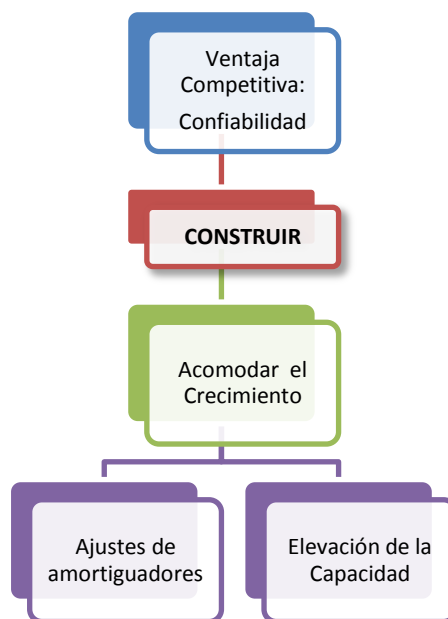 Ventaja
Competitiva:
Confiabilidad
CONSTRUIR
Acomodar el
Crecimiento
Ajustes de
amortiguadores
Elevación de la
Capacidad